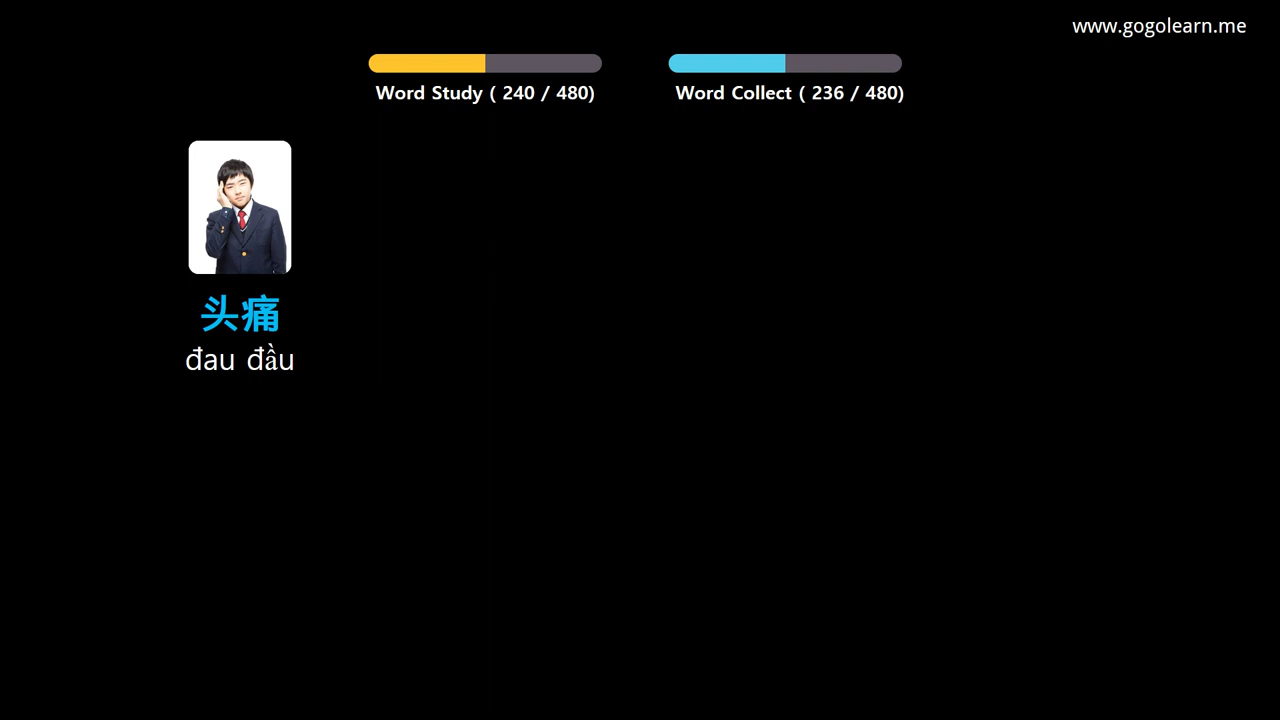 www.gogolearn.me
Word Study ( 240 / 480)
Word Collect ( 236 / 480)
头痛
đau đầu